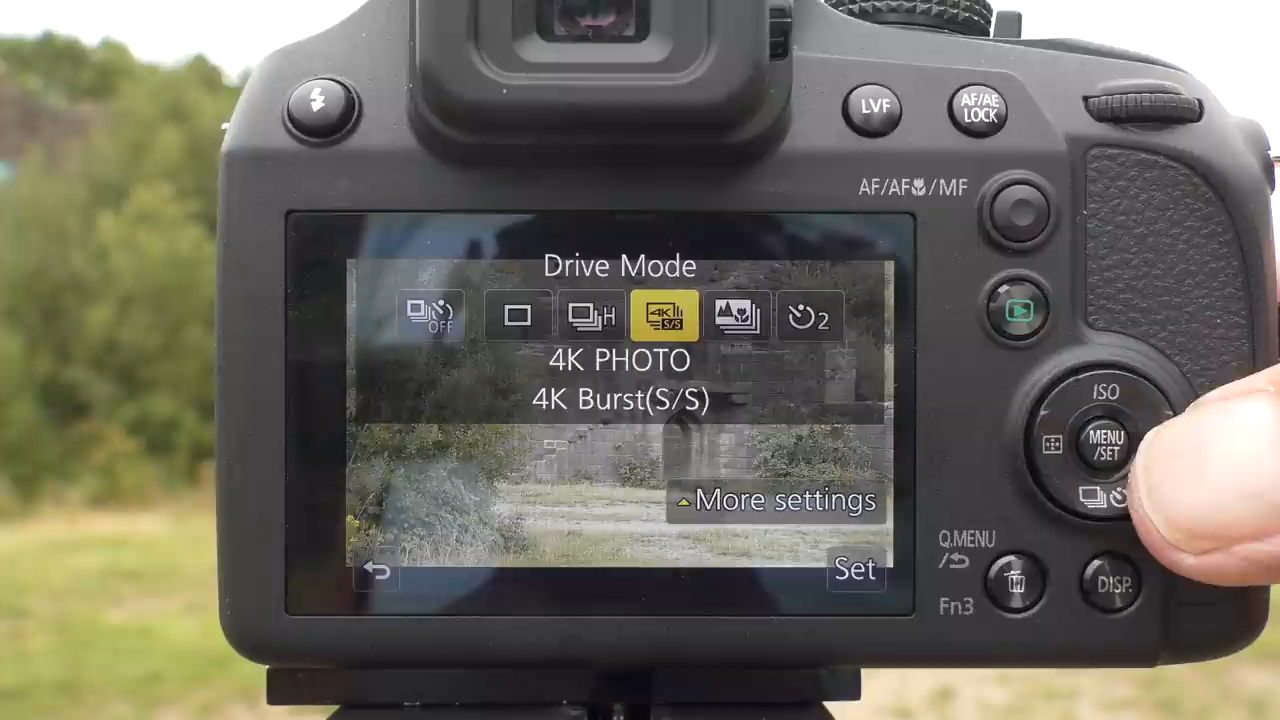 LVF
AF/AE
LOCK
AF/AF/MF
Drive Mode
OFF
H
4K
S/S
2
4K PHOTO
4K Burst(S/S)
More settings
Set
ISO
MENU
/SET
Q.MENU
/
Fn3
DISP.